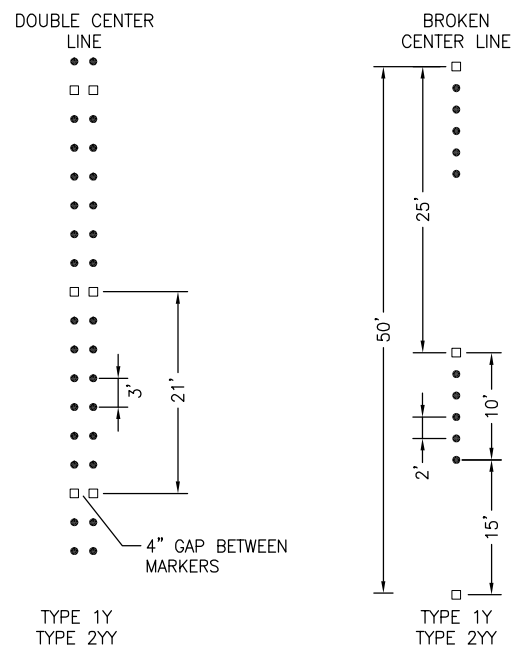 DOUBLE CENTER
LINE
3'
21'
4" GAP BETWEEN
MARKERS
TYPE 1Y
TYPE 2YY
BROKEN
CENTER LINE
25'
50'
10'
2'
15'
TYPE 1Y
TYPE 2YY